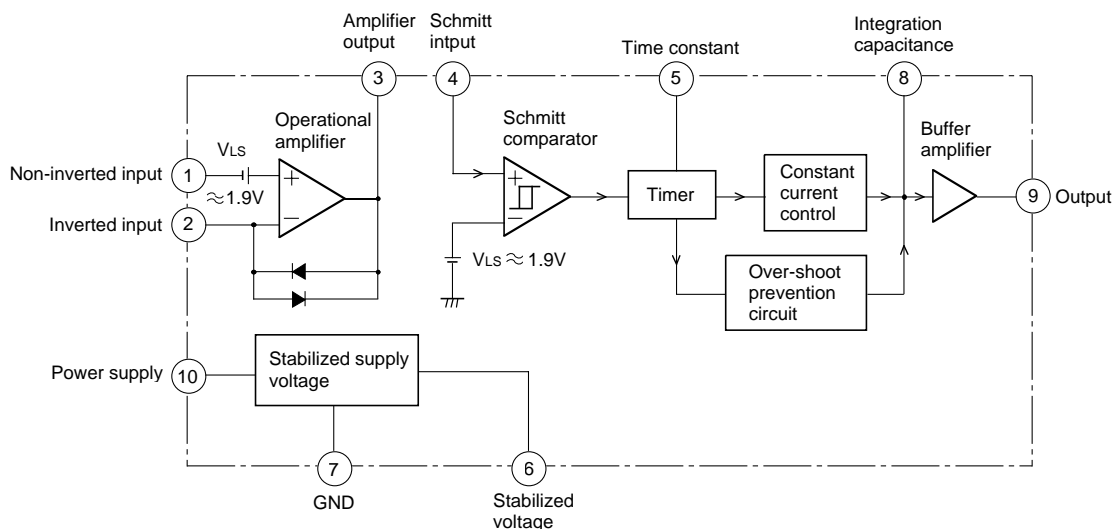 Amplifier
output
3
Schmitt
intput
4
Time constant
5
Integration
capacitance
8
Operational
amplifier
Schmitt
comparator
Buffer
amplifier
Non-inverted input
1
VLS
≈1.9V
+
−
Inverted input
2
+
−
VLS≈1.9V
Timer
Constant
current
control
9
Output
Over-shoot
prevention
circuit
Power supply
10
Stabilized supply
voltage
7
GND
6
Stabilized
voltage